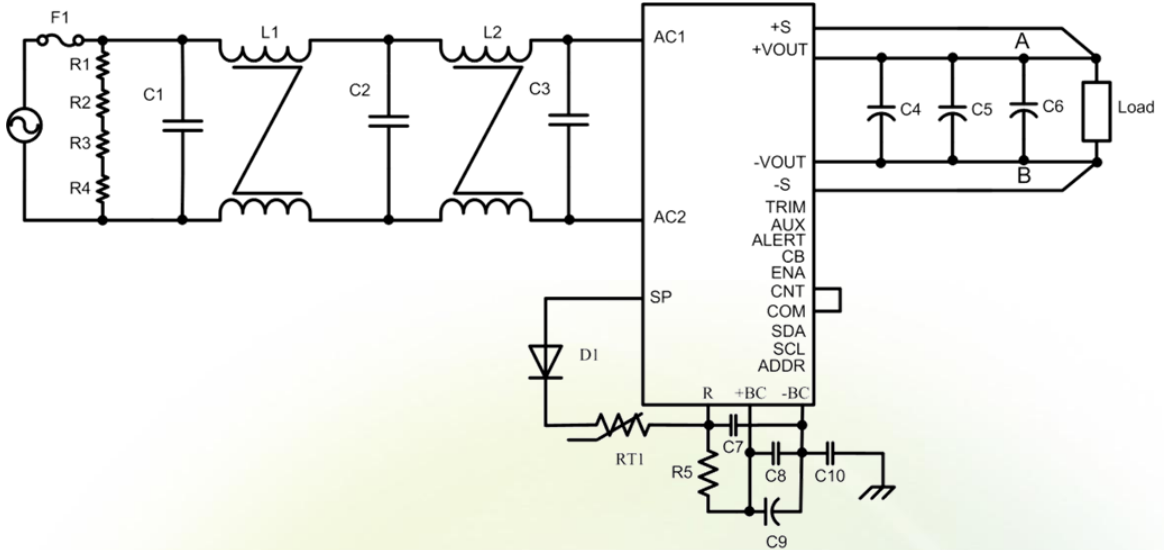 F1
R1
R2
R3
R4
C1
L1
C2
L2
C3
AC1
AC2
SP
+S
+VOUT
-VOUT
-S
TRIM
AUX
ALERT
CB
ENA
CNT
COM
SDA
SCL
ADDR
R +BC -BC
A
B
C4
C5
C6
Load
D1
RT1
R5
C7
C8
C10
C9